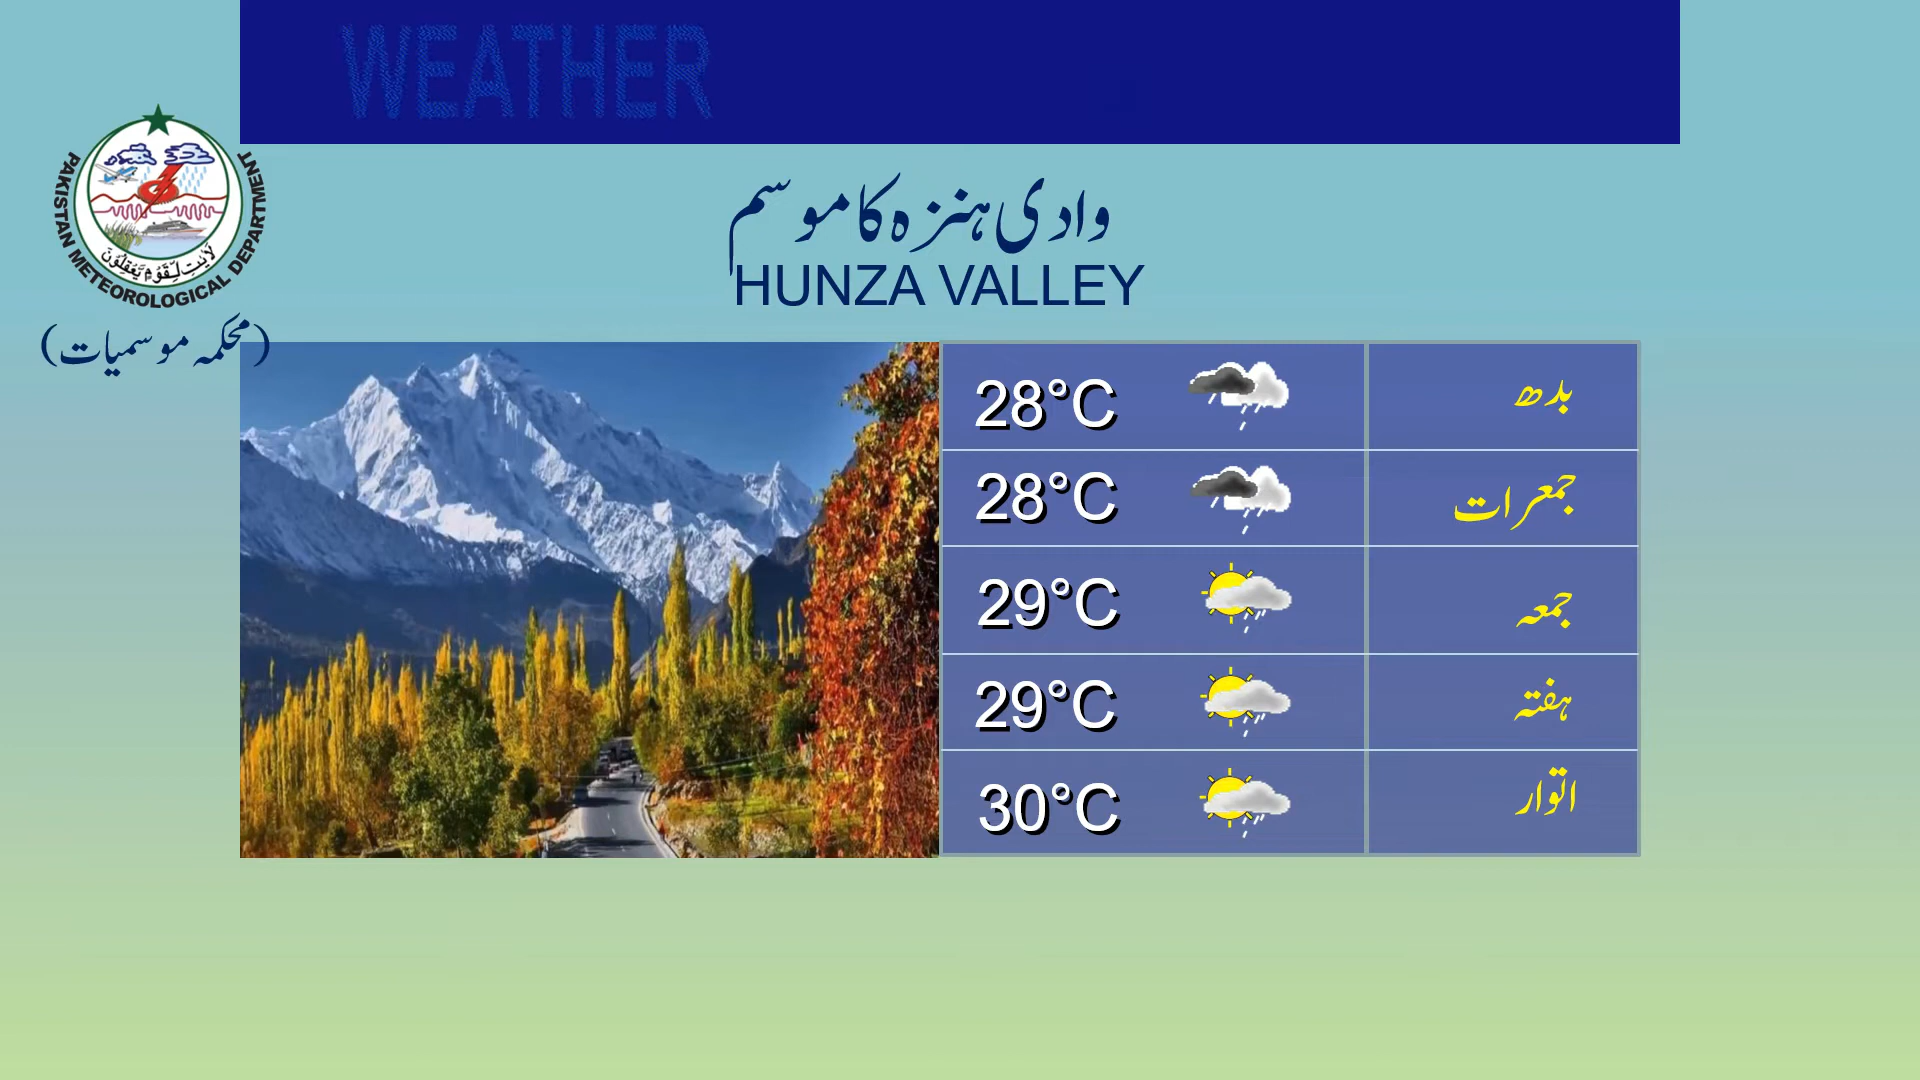 WEATHER
PAKISTAN METEOROLOGICAL DEPARTMENT
لَاٰیٰتٍ لِّقَوْمٍ یَّعْقِلُوْنَ
(محکمہ موسمیات)
وادی ہنزہ کا موسم
HUNZA VALLEY
28°C بدھ
28°C جمعرات
29°C جمعہ
29°C ہفتہ
30°C اتوار